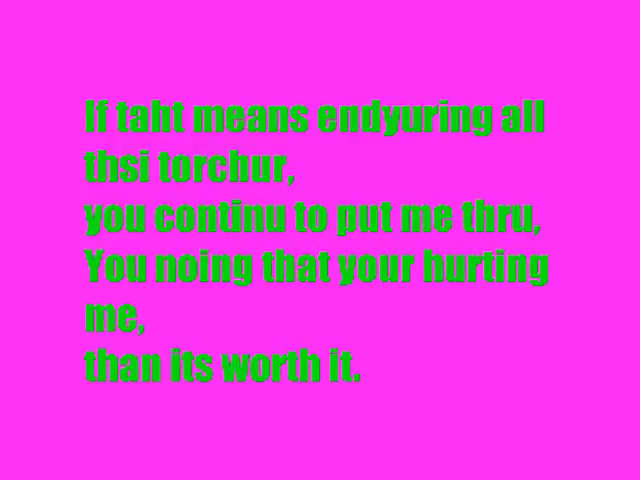 If taht means endyuring all
thsi torchur,
you continu to put me thru,
You noing that your hurting
me,
than its worth it.